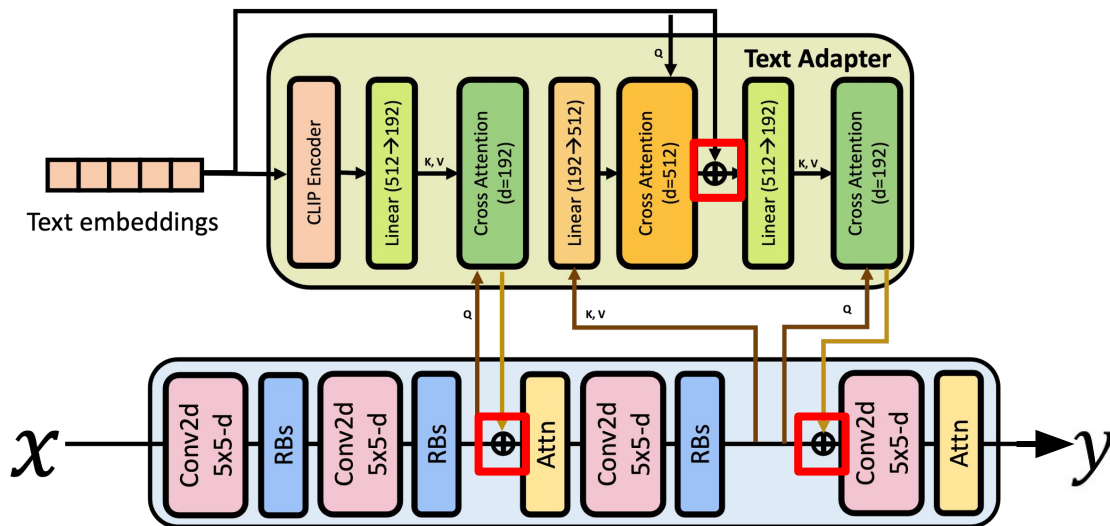 Text Adapter
Q
CLIP Encoder
Linear (512→192)
K, V
Cross Attention
(d=192)
Linear (192→512)
Cross Attention
(d=512)
Linear (512→192)
K, V
Cross Attention
(d=192)
Text embeddings
Q
K, V
Q
x
Conv2d
5x5-d
RBs
Conv2d
5x5-d
RBs
Attn
Conv2d
5x5-d
RBs
Conv2d
5x5-d
Attn
y